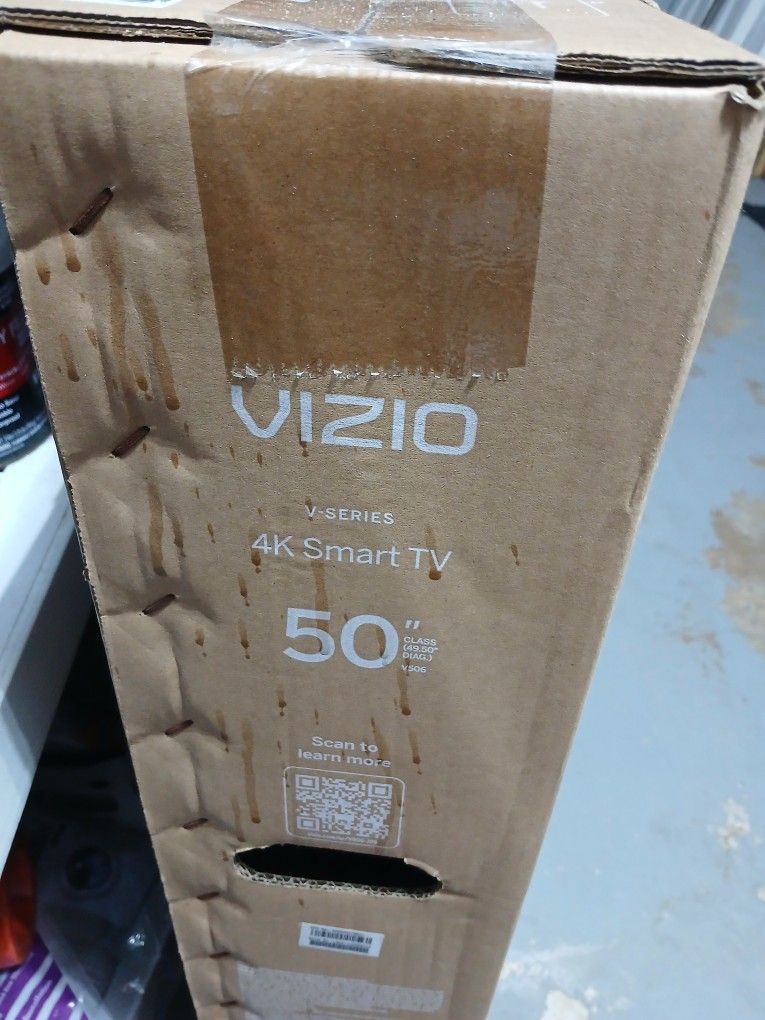 VIZIO
V-SERIES
4K Smart TV
50"
CLASS
(49.50"
DIAG.)
V506
Scan to
learn more